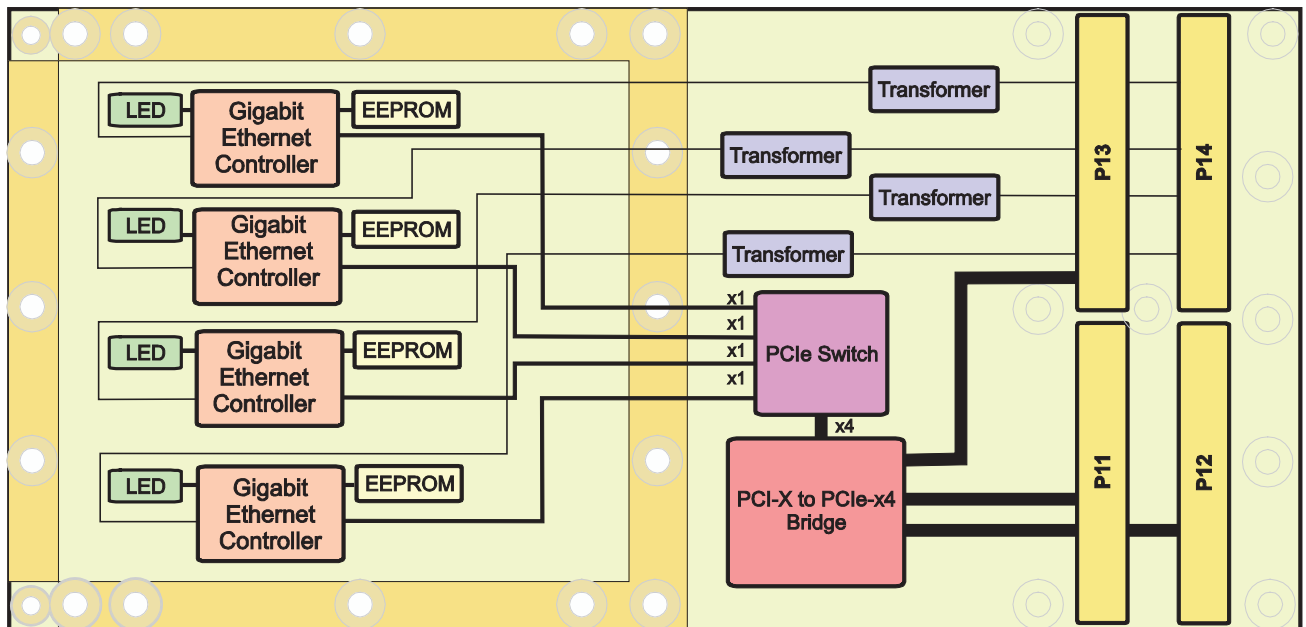 LED
Gigabit
Ethernet
Controller
EEPROM
Transformer
Transformer
Transformer
Transformer
P13
P14
LED
Gigabit
Ethernet
Controller
EEPROM
x1
x1
x1
x1
PCIe Switch
LED
Gigabit
Ethernet
Controller
EEPROM
x4
LED
Gigabit
Ethernet
Controller
EEPROM
PCI-X to PCIe-x4
Bridge
P11
P12